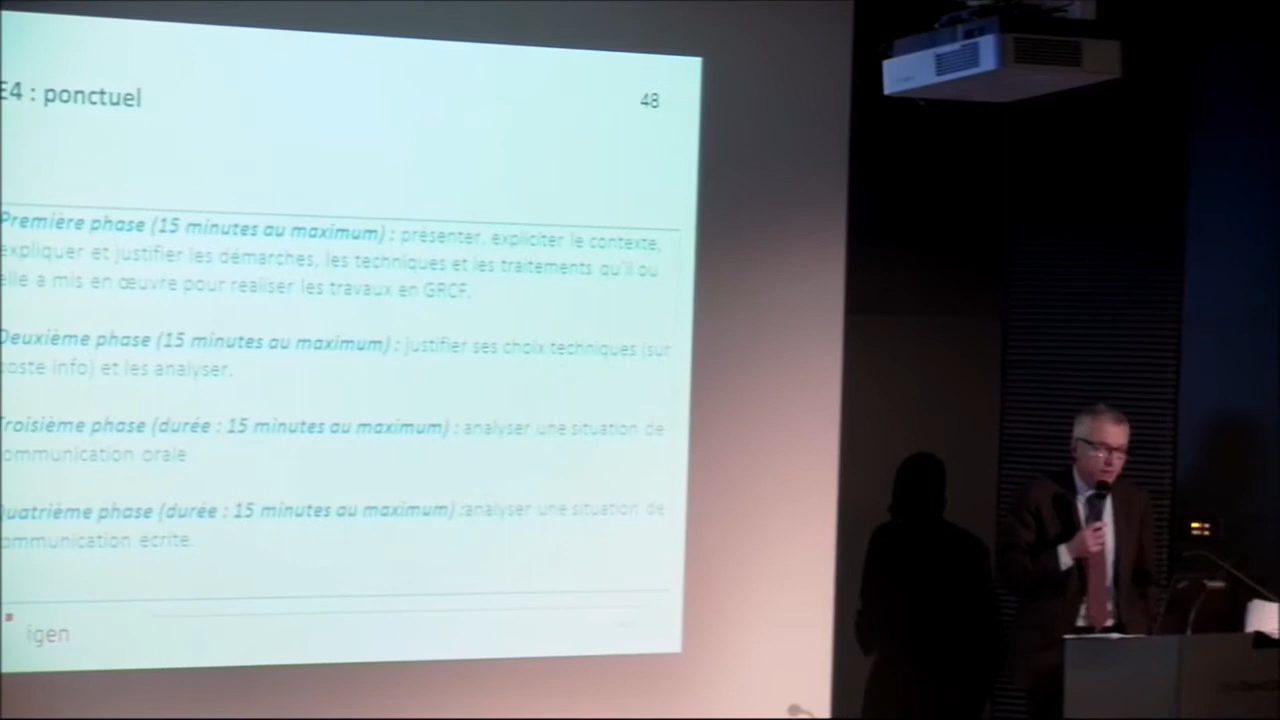 E4 : ponctuel
48
Première phase (15 minutes au maximum) : présenter, expliciter le contexte,
expliquer et justifier les démarches, les techniques et les traitements qu'il ou
elle a mis en œuvre pour réaliser les travaux en GRCF.
Deuxième phase (15 minutes au maximum) : justifier ses choix techniques (sur
poste info) et les analyser.
Troisième phase (durée : 15 minutes au maximum) : analyser une situation de
communication orale
Quatrième phase (durée : 15 minutes au maximum) :analyser une situation de
communication ecrite.
igen